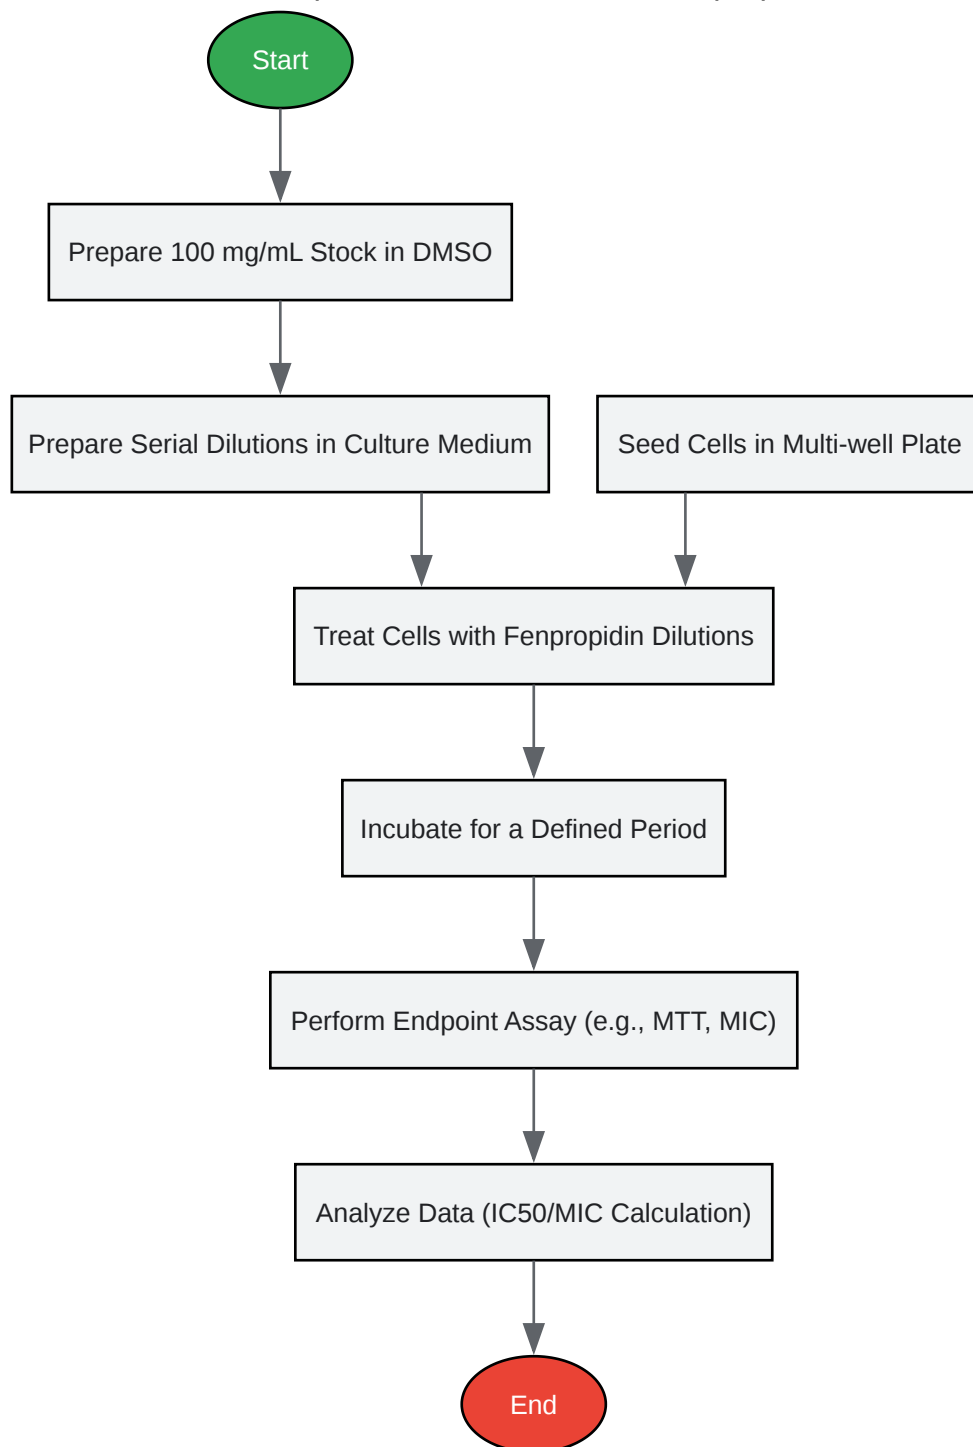 Start
Prepare 100 mg/mL Stock in DMSO
Prepare Serial Dilutions in Culture Medium
Seed Cells in Multi-well Plate
Treat Cells with Fenpropidin Dilutions
Incubate for a Defined Period
Perform Endpoint Assay (e.g., MTT, MIC)
Analyze Data (IC50/MIC Calculation)
End